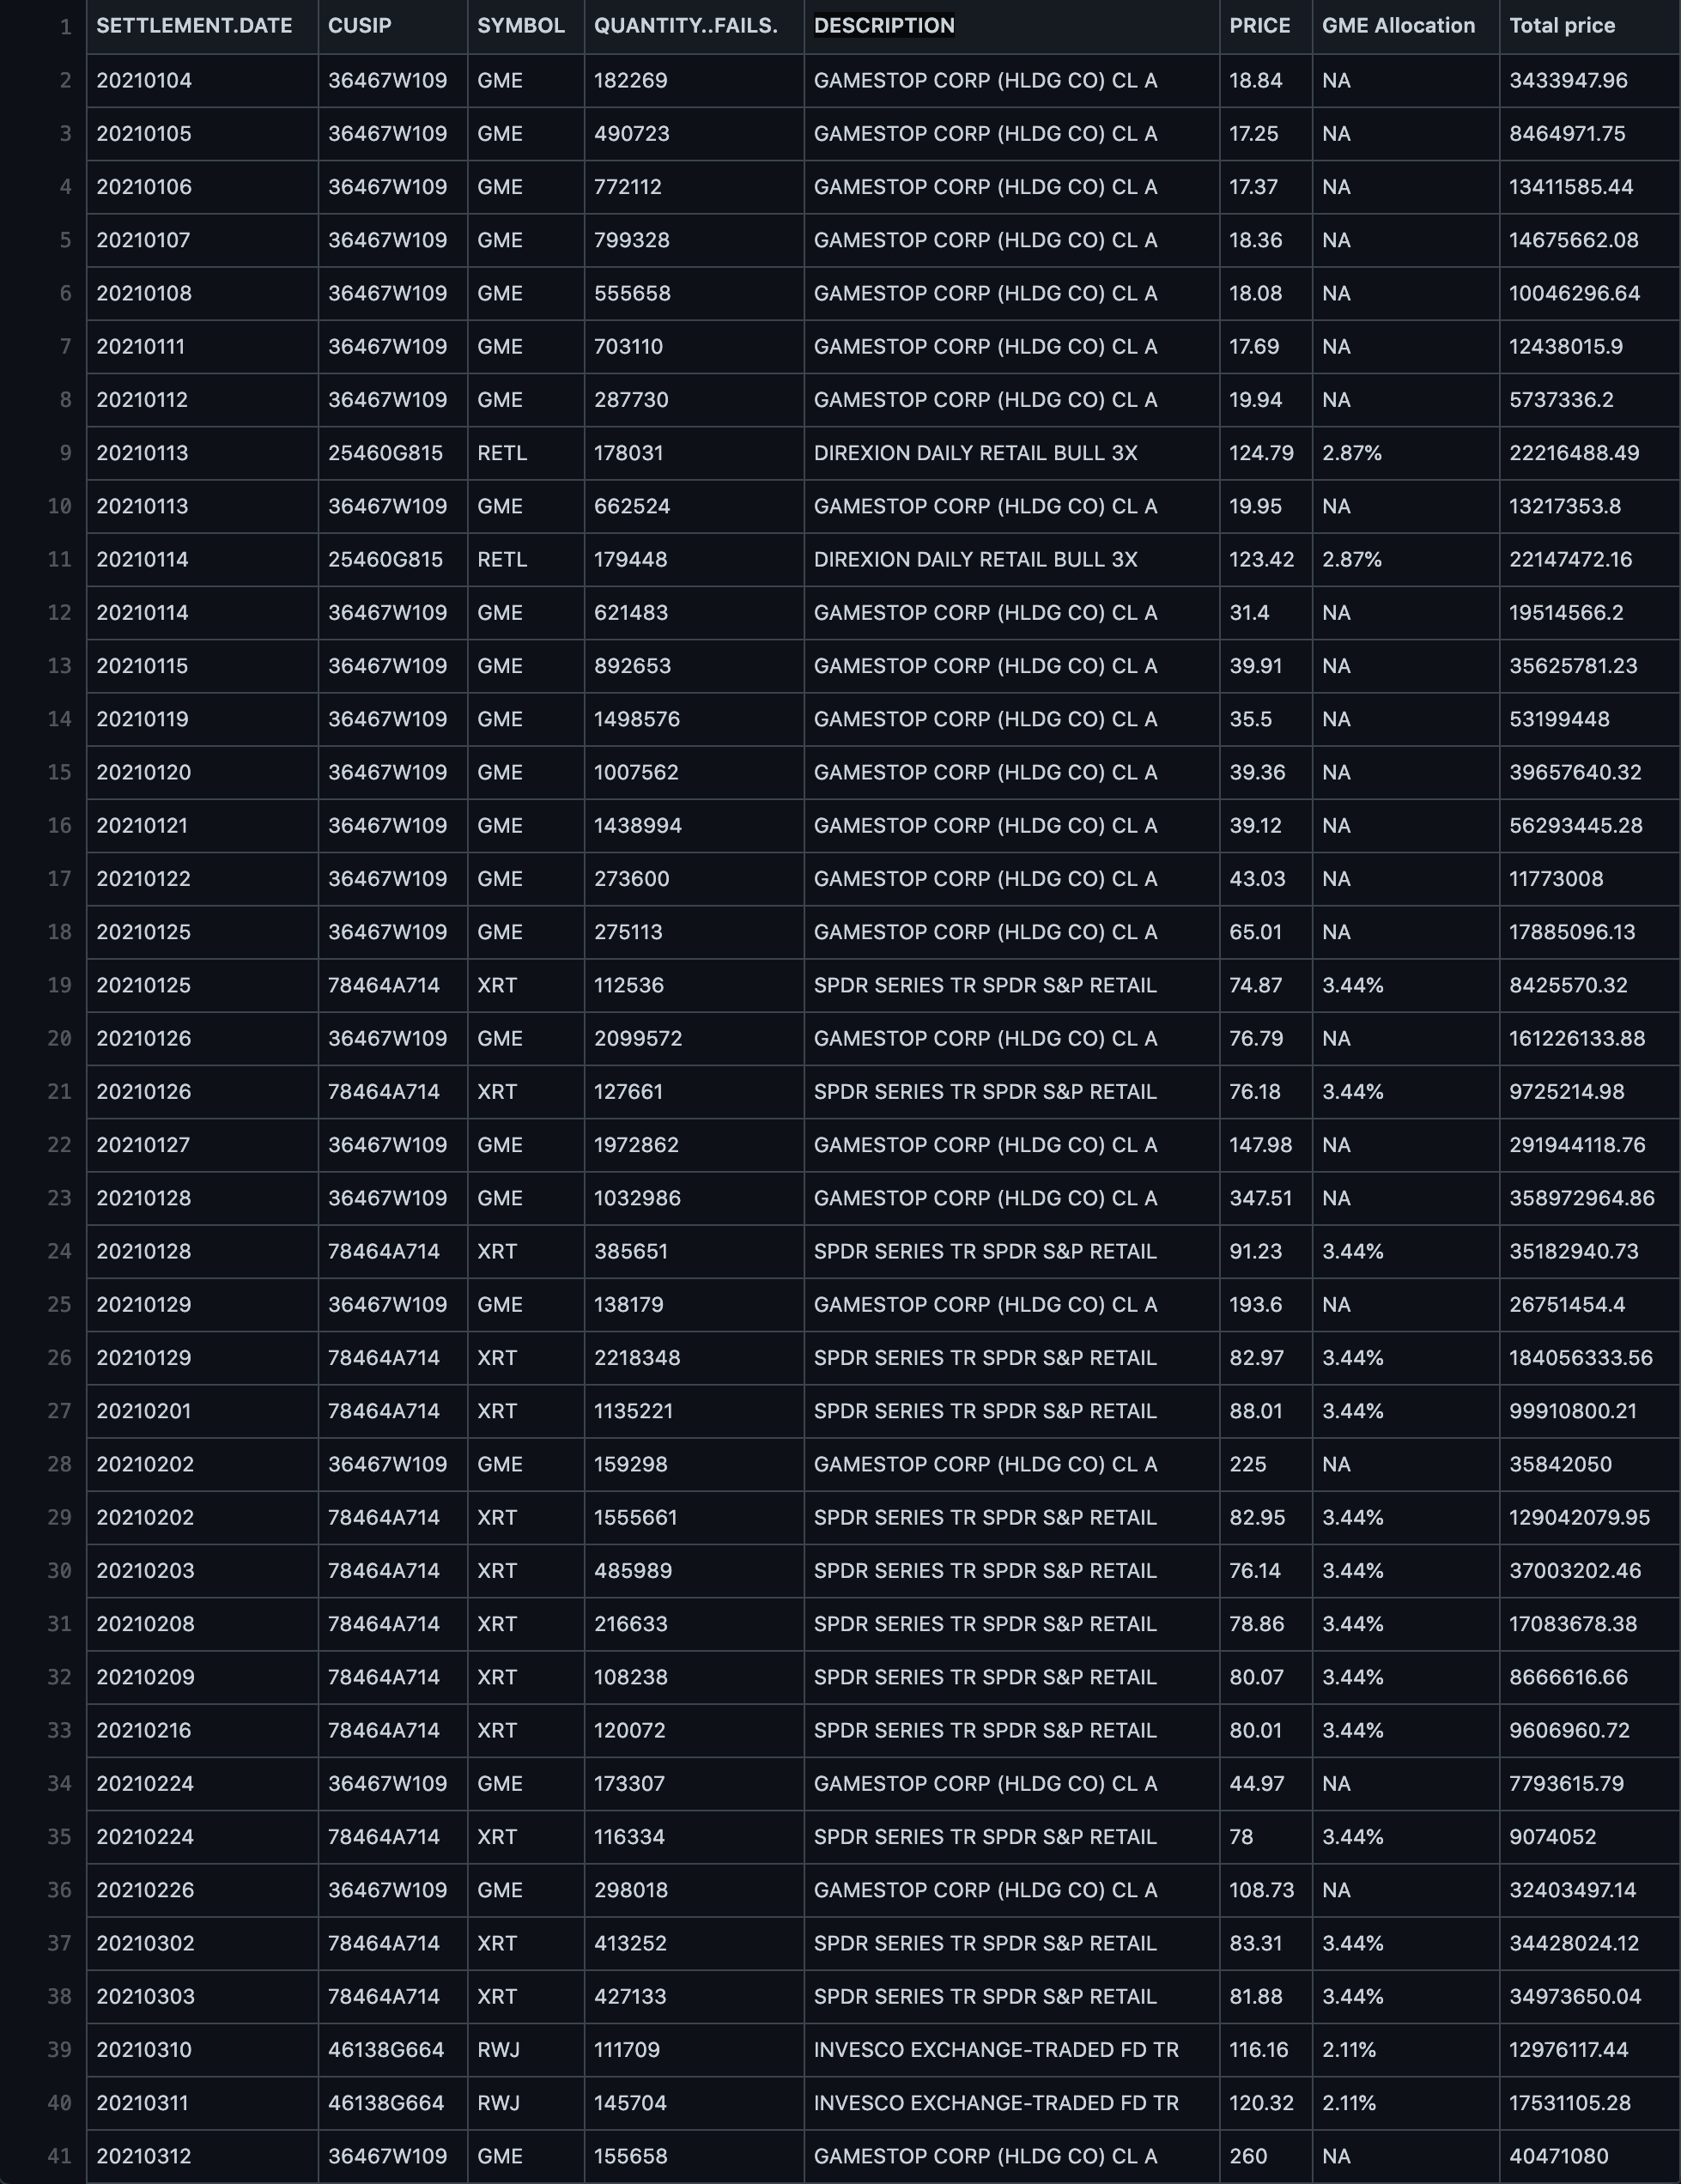 1 SETTLEMENT.DATE CUSIP SYMBOL QUANTITY..FAILS. DESCRIPTION PRICE GME Allocation Total price
2 20210104 36467W109 GME 182269 GAMESTOP CORP (HLDG CO) CL A 18.84 NA 3433947.96
3 20210105 36467W109 GME 490723 GAMESTOP CORP (HLDG CO) CL A 17.25 NA 8464971.75
4 20210106 36467W109 GME 772112 GAMESTOP CORP (HLDG CO) CL A 17.37 NA 13411585.44
5 20210107 36467W109 GME 799328 GAMESTOP CORP (HLDG CO) CL A 18.36 NA 14675662.08
6 20210108 36467W109 GME 555658 GAMESTOP CORP (HLDG CO) CL A 18.08 NA 10046296.64
7 20210111 36467W109 GME 703110 GAMESTOP CORP (HLDG CO) CL A 17.69 NA 12438015.9
8 20210112 36467W109 GME 287730 GAMESTOP CORP (HLDG CO) CL A 19.94 NA 5737336.2
9 20210113 25460G815 RETL 178031 DIREXION DAILY RETAIL BULL 3X 124.79 2.87% 22216488.49
10 20210113 36467W109 GME 662524 GAMESTOP CORP (HLDG CO) CL A 19.95 NA 13217353.8
11 20210114 25460G815 RETL 179448 DIREXION DAILY RETAIL BULL 3X 123.42 2.87% 22147472.16
12 20210114 36467W109 GME 621483 GAMESTOP CORP (HLDG CO) CL A 31.4 NA 19514566.2
13 20210115 36467W109 GME 892653 GAMESTOP CORP (HLDG CO) CL A 39.91 NA 35625781.23
14 20210119 36467W109 GME 1498576 GAMESTOP CORP (HLDG CO) CL A 35.5 NA 53199448
15 20210120 36467W109 GME 1007562 GAMESTOP CORP (HLDG CO) CL A 39.36 NA 39657640.32
16 20210121 36467W109 GME 1438994 GAMESTOP CORP (HLDG CO) CL A 39.12 NA 56293445.28
17 20210122 36467W109 GME 273600 GAMESTOP CORP (HLDG CO) CL A 43.03 NA 11773008
18 20210125 36467W109 GME 275113 GAMESTOP CORP (HLDG CO) CL A 65.01 NA 17885096.13
19 20210125 78464A714 XRT 112536 SPDR SERIES TR SPDR S&P RETAIL 74.87 3.44% 8425570.32
20 20210126 36467W109 GME 2099572 GAMESTOP CORP (HLDG CO) CL A 76.79 NA 161226133.88
21 20210126 78464A714 XRT 127661 SPDR SERIES TR SPDR S&P RETAIL 76.18 3.44% 9725214.98
22 20210127 36467W109 GME 1972862 GAMESTOP CORP (HLDG CO) CL A 147.98 NA 291944118.76
23 20210128 36467W109 GME 1032986 GAMESTOP CORP (HLDG CO) CL A 347.51 NA 358972964.86
24 20210128 78464A714 XRT 385651 SPDR SERIES TR SPDR S&P RETAIL 91.23 3.44% 35182940.73
25 20210129 36467W109 GME 138179 GAMESTOP CORP (HLDG CO) CL A 193.6 NA 26751454.4
26 20210129 78464A714 XRT 2218348 SPDR SERIES TR SPDR S&P RETAIL 82.97 3.44% 184056333.56
27 20210201 78464A714 XRT 1135221 SPDR SERIES TR SPDR S&P RETAIL 88.01 3.44% 99910800.21
28 20210202 36467W109 GME 159298 GAMESTOP CORP (HLDG CO) CL A 225 NA 35842050
29 20210202 78464A714 XRT 1555661 SPDR SERIES TR SPDR S&P RETAIL 82.95 3.44% 129042079.95
30 20210203 78464A714 XRT 485989 SPDR SERIES TR SPDR S&P RETAIL 76.14 3.44% 37003202.46
31 20210208 78464A714 XRT 216633 SPDR SERIES TR SPDR S&P RETAIL 78.86 3.44% 17083678.38
32 20210209 78464A714 XRT 108238 SPDR SERIES TR SPDR S&P RETAIL 80.07 3.44% 8666616.66
33 20210216 78464A714 XRT 120072 SPDR SERIES TR SPDR S&P RETAIL 80.01 3.44% 9606960.72
34 20210224 36467W109 GME 173307 GAMESTOP CORP (HLDG CO) CL A 44.97 NA 7793615.79
35 20210224 78464A714 XRT 116334 SPDR SERIES TR SPDR S&P RETAIL 78 3.44% 9074052
36 20210226 36467W109 GME 298018 GAMESTOP CORP (HLDG CO) CL A 108.73 NA 32403497.14
37 20210302 78464A714 XRT 413252 SPDR SERIES TR SPDR S&P RETAIL 83.31 3.44% 34428024.12
38 20210303 78464A714 XRT 427133 SPDR SERIES TR SPDR S&P RETAIL 81.88 3.44% 34973650.04
39 20210310 46138G664 RWJ 111709 INVESCO EXCHANGE-TRADED FD TR 116.16 2.11% 12976117.44
40 20210311 46138G664 RWJ 145704 INVESCO EXCHANGE-TRADED FD TR 120.32 2.11% 17531105.28
41 20210312 36467W109 GME 155658 GAMESTOP CORP (HLDG CO) CL A 260 NA 40471080